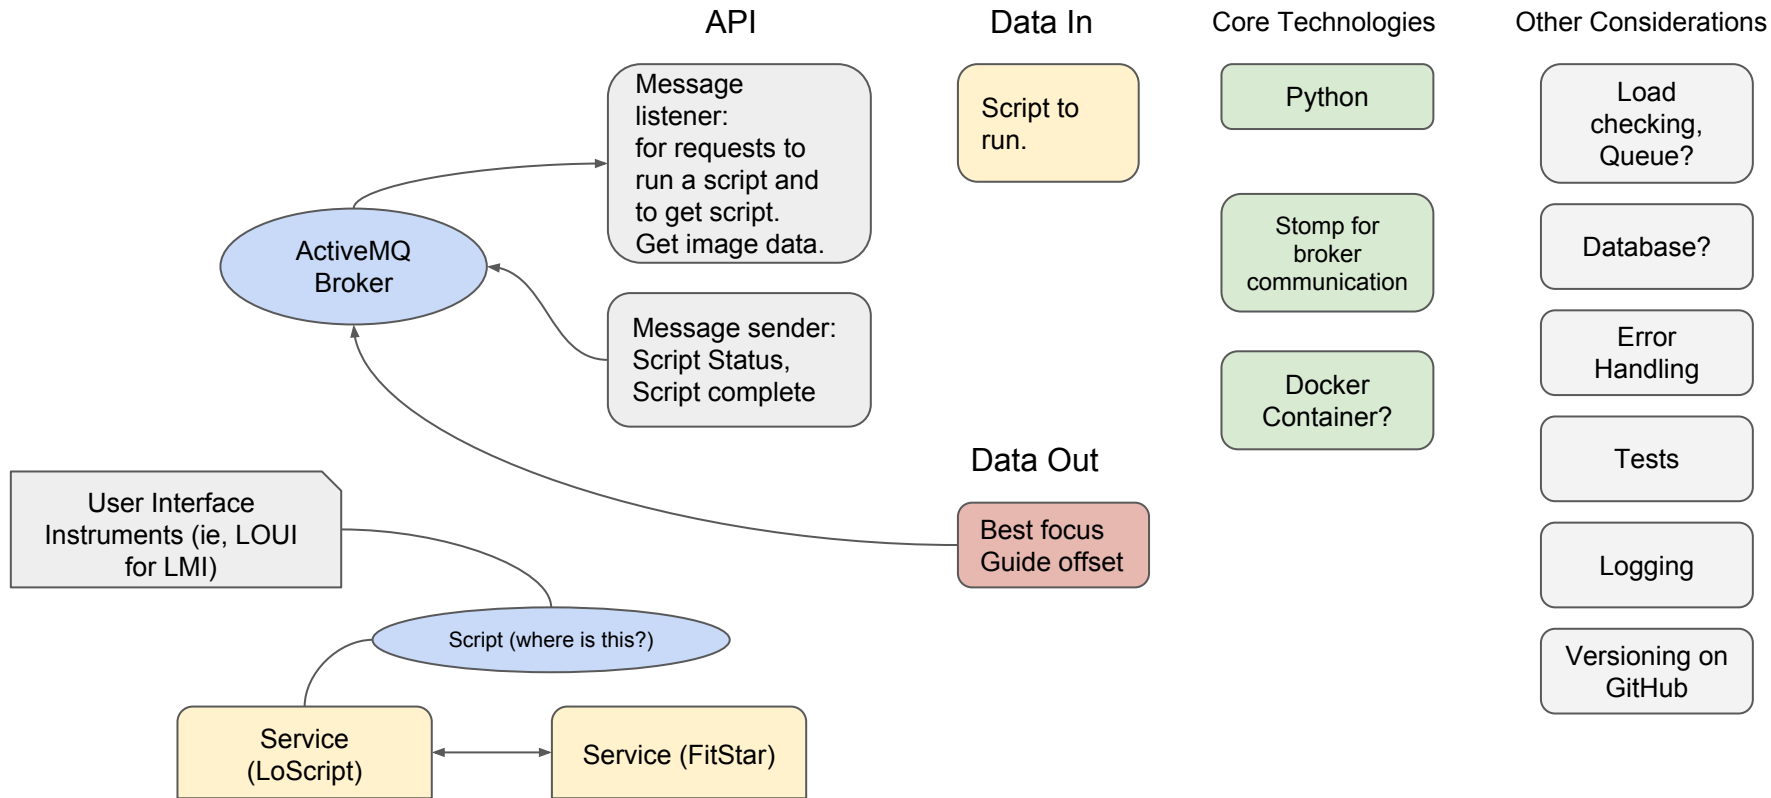 API
Message
listener:
for requests to
run a script and
to get script.
Get image data.
Message sender:
Script Status,
Script complete
ActiveMQ
Broker
User Interface
Instruments (ie, LOUI
for LMI)
Script (where is this?)
Service
(LoScript)
Service (FitStar)
Data In
Script to
run.
Data Out
Best focus
Guide offset
Core Technologies
Python
Stomp for
broker
communication
Docker
Container?
Other Considerations
Load
checking,
Queue?
Database?
Error
Handling
Tests
Logging
Versioning on
GitHub